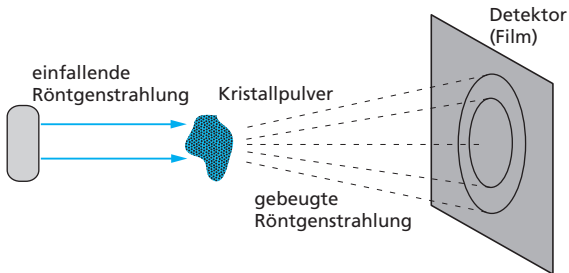 einfallende
Röntgenstrahlung
Kristallpulver
gebeugte
Röntgenstrahlung
Detektor
(Film)